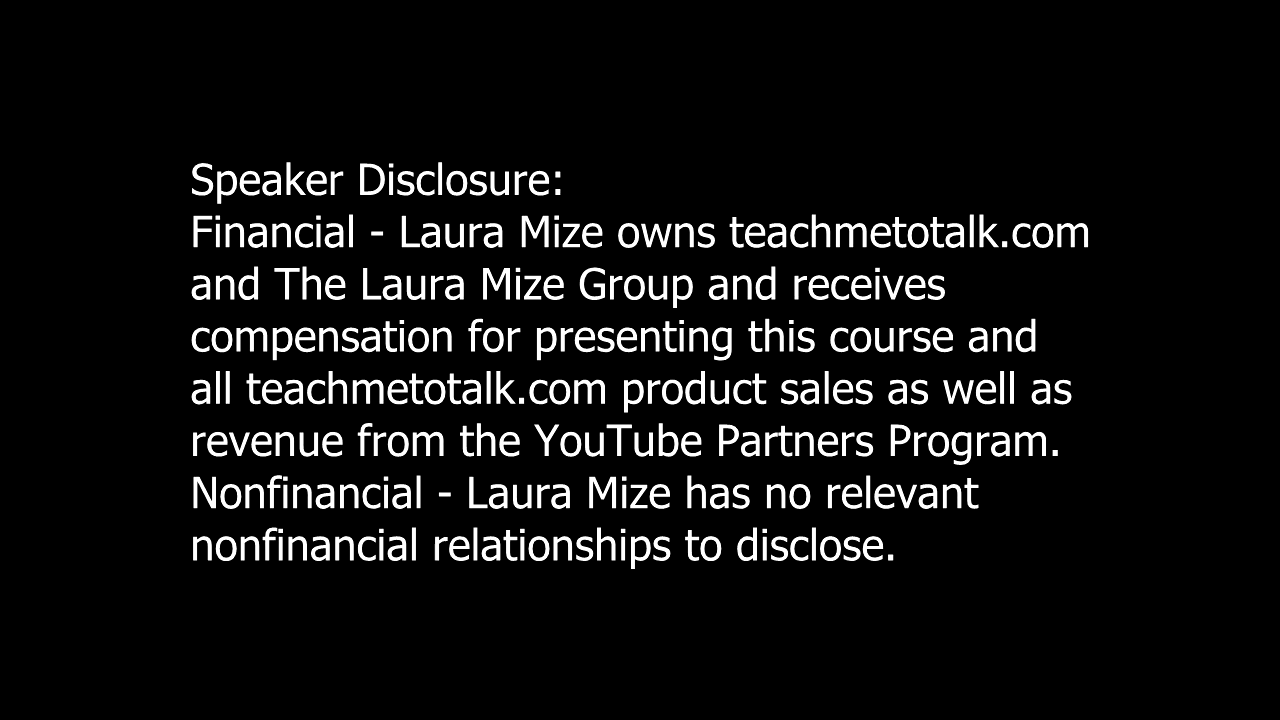 Speaker Disclosure:
Financial - Laura Mize owns teachmetotalk.com
and The Laura Mize Group and receives
compensation for presenting this course and
all teachmetotalk.com product sales as well as
revenue from the YouTube Partners Program.
Nonfinancial - Laura Mize has no relevant
nonfinancial relationships to disclose.